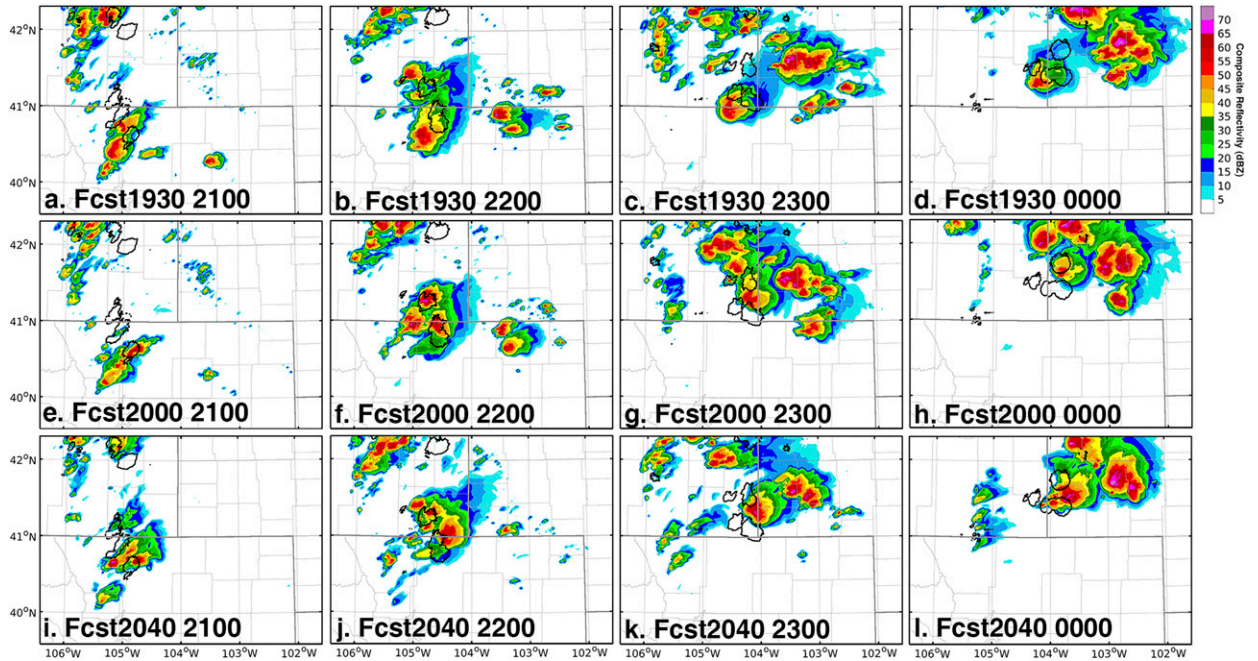 42°N
41°N
40°N
a. Fcst1930 2100
b. Fcst1930 2200
c. Fcst1930 2300
d. Fcst1930 0000
70
65
60
55
50
45
40
35
30
25
20
15
10
5
Composite Reflectivity (dBZ)
42°N
41°N
40°N
e. Fcst2000 2100
f. Fcst2000 2200
g. Fcst2000 2300
h. Fcst2000 0000
42°N
41°N
40°N
i. Fcst2040 2100
j. Fcst2040 2200
k. Fcst2040 2300
l. Fcst2040 0000
106°W 105°W 104°W 103°W 102°W 106°W 105°W 104°W 103°W 102°W 106°W 105°W 104°W 103°W 102°W 106°W 105°W 104°W 103°W 102°W